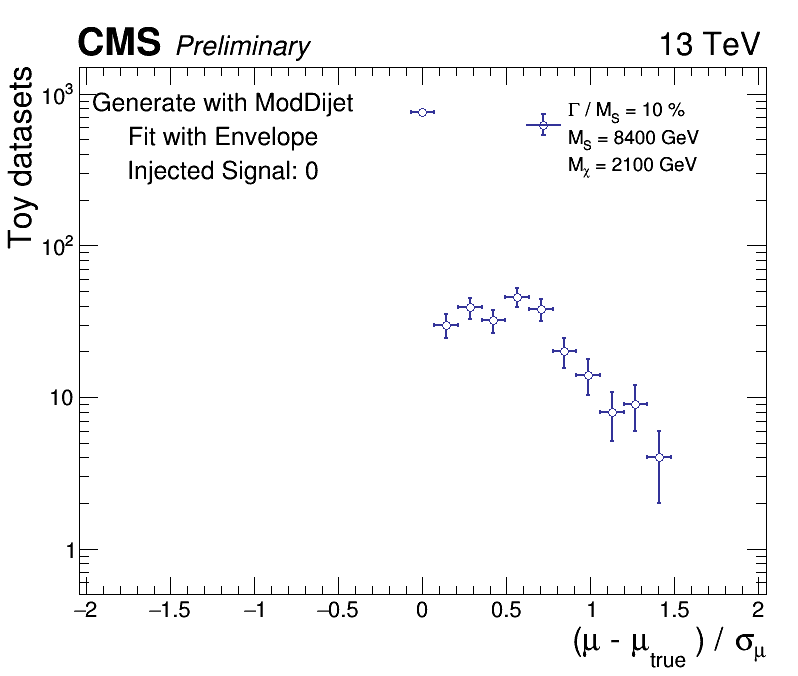 CMS Preliminary 13 TeV
Toy datasets
Generate with ModDijet
Fit with Envelope
Injected Signal: 0
Γ / M_S = 10 %
M_S = 8400 GeV
M_χ = 2100 GeV
10³
10²
10
1
−2 −1.5 −1 −0.5 0 0.5 1 1.5 2
(μ - μ_true) / σ_μ